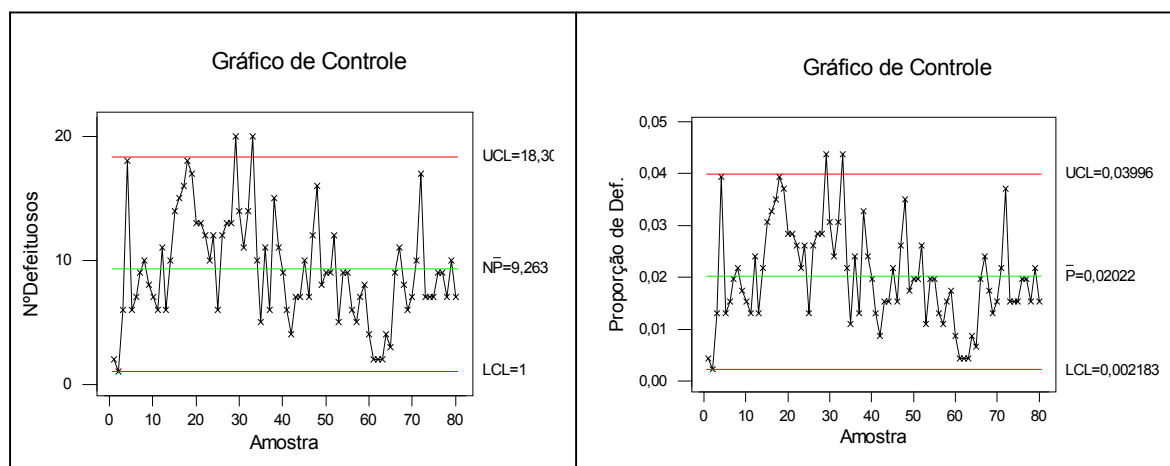 Gráfico de Controle
20
10
0
NºDefeituosos
UCL=18,30
NP̅=9,263
LCL=1
0 10 20 30 40 50 60 70 80
Amostra
Gráfico de Controle
0,05
0,04
0,03
0,02
0,01
0,00
Proporção de Def.
UCL=0,03996
P̅=0,02022
LCL=0,002183
0 10 20 30 40 50 60 70 80
Amostra